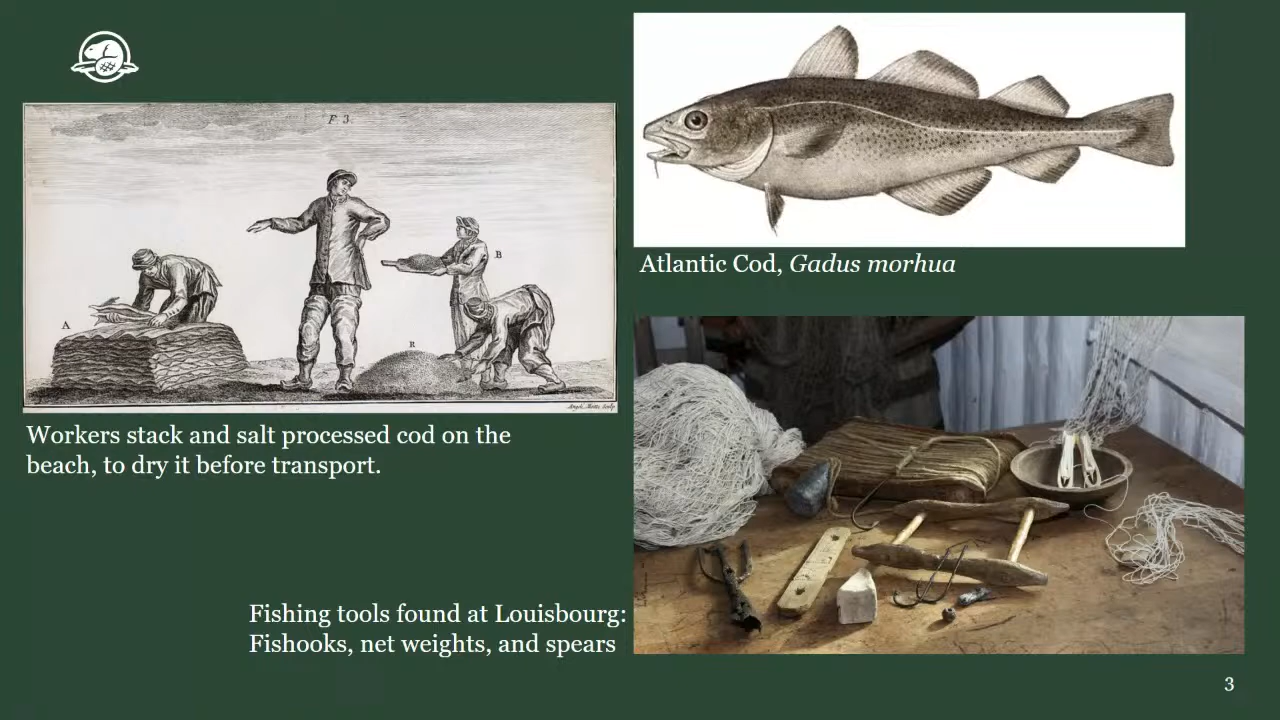 F. 3.
A
B
R
Workers stack and salt processed cod on the
beach, to dry it before transport.
Atlantic Cod, Gadus morhua
Fishing tools found at Louisbourg:
Fishooks, net weights, and spears
3